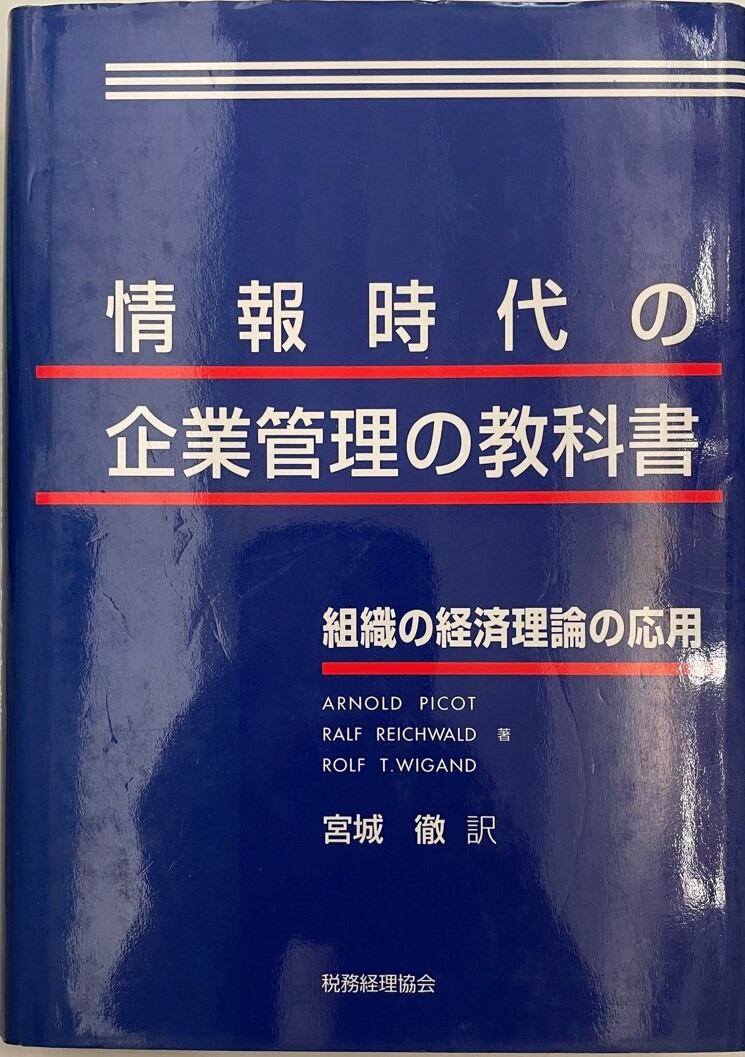 情報時代の
企業管理の教科書
組織の経済理論の応用
ARNOLD PICOT
RALF REICHWALD 著
ROLF T.WIGAND
宮城 徹 訳
税務経理協会